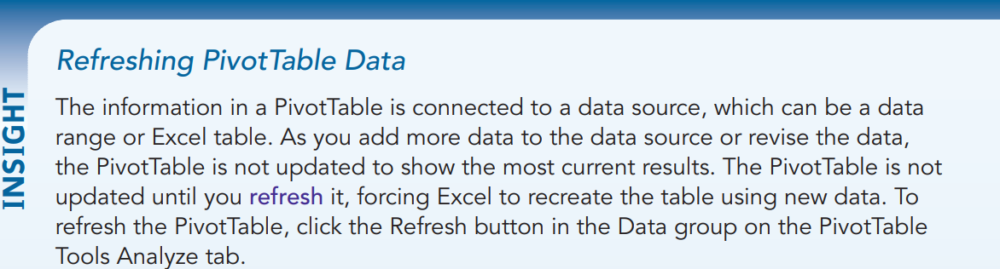 INSIGHT
Refreshing PivotTable Data
The information in a PivotTable is connected to a data source, which can be a data
range or Excel table. As you add more data to the data source or revise the data,
the PivotTable is not updated to show the most current results. The PivotTable is not
updated until you refresh it, forcing Excel to recreate the table using new data. To
refresh the PivotTable, click the Refresh button in the Data group on the PivotTable
Tools Analyze tab.